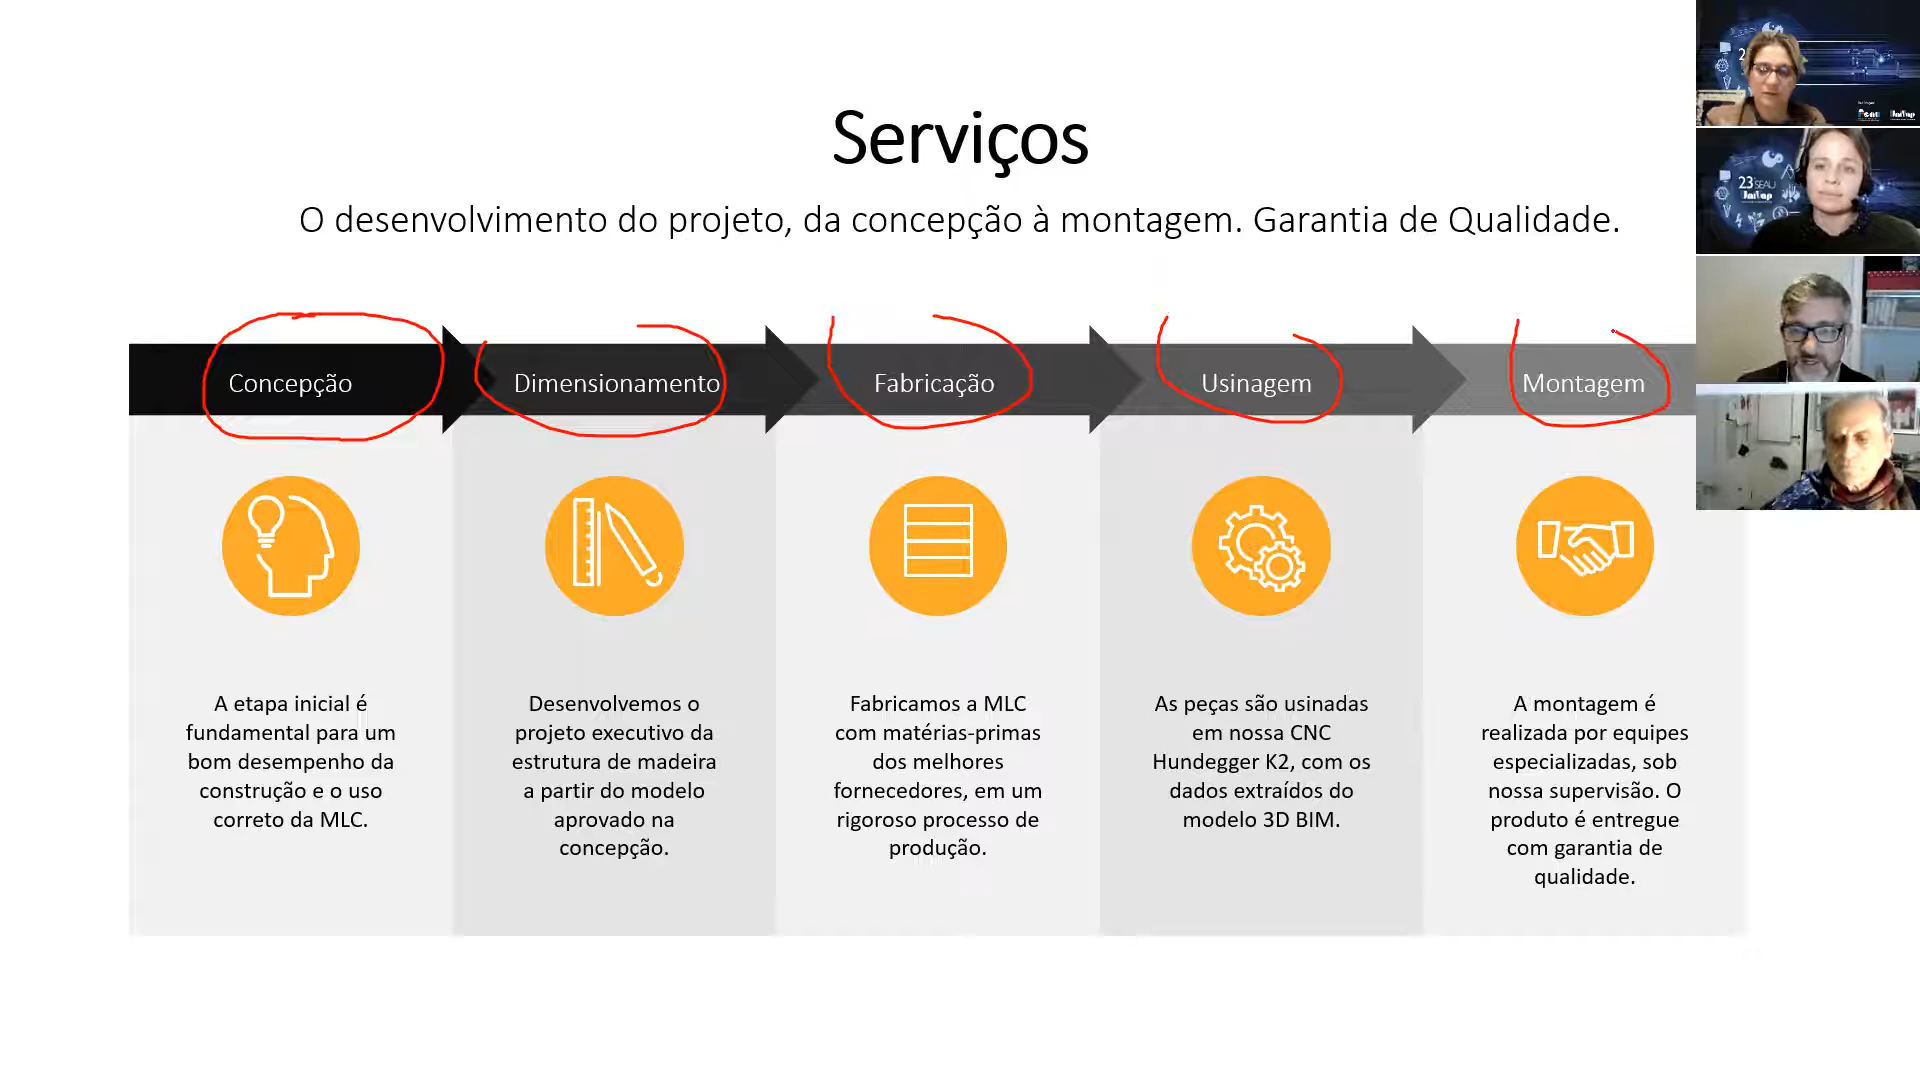 Serviços
O desenvolvimento do projeto, da concepção à montagem. Garantia de Qualidade.
Concepção
Dimensionamento
Fabricação
Usinagem
Montagem
A etapa inicial é
fundamental para um
bom desempenho da
construção e o uso
correto da MLC.
Desenvolvemos o
projeto executivo da
estrutura de madeira
a partir do modelo
aprovado na
concepção.
Fabricamos a MLC
com matérias-primas
dos melhores
fornecedores, em um
rigoroso processo de
produção.
As peças são usinadas
em nossa CNC
Hundegger K2, com os
dados extraídos do
modelo 3D BIM.
A montagem é
realizada por equipes
especializadas, sob
nossa supervisão. O
produto é entregue
com garantia de
qualidade.
23ª SEAU